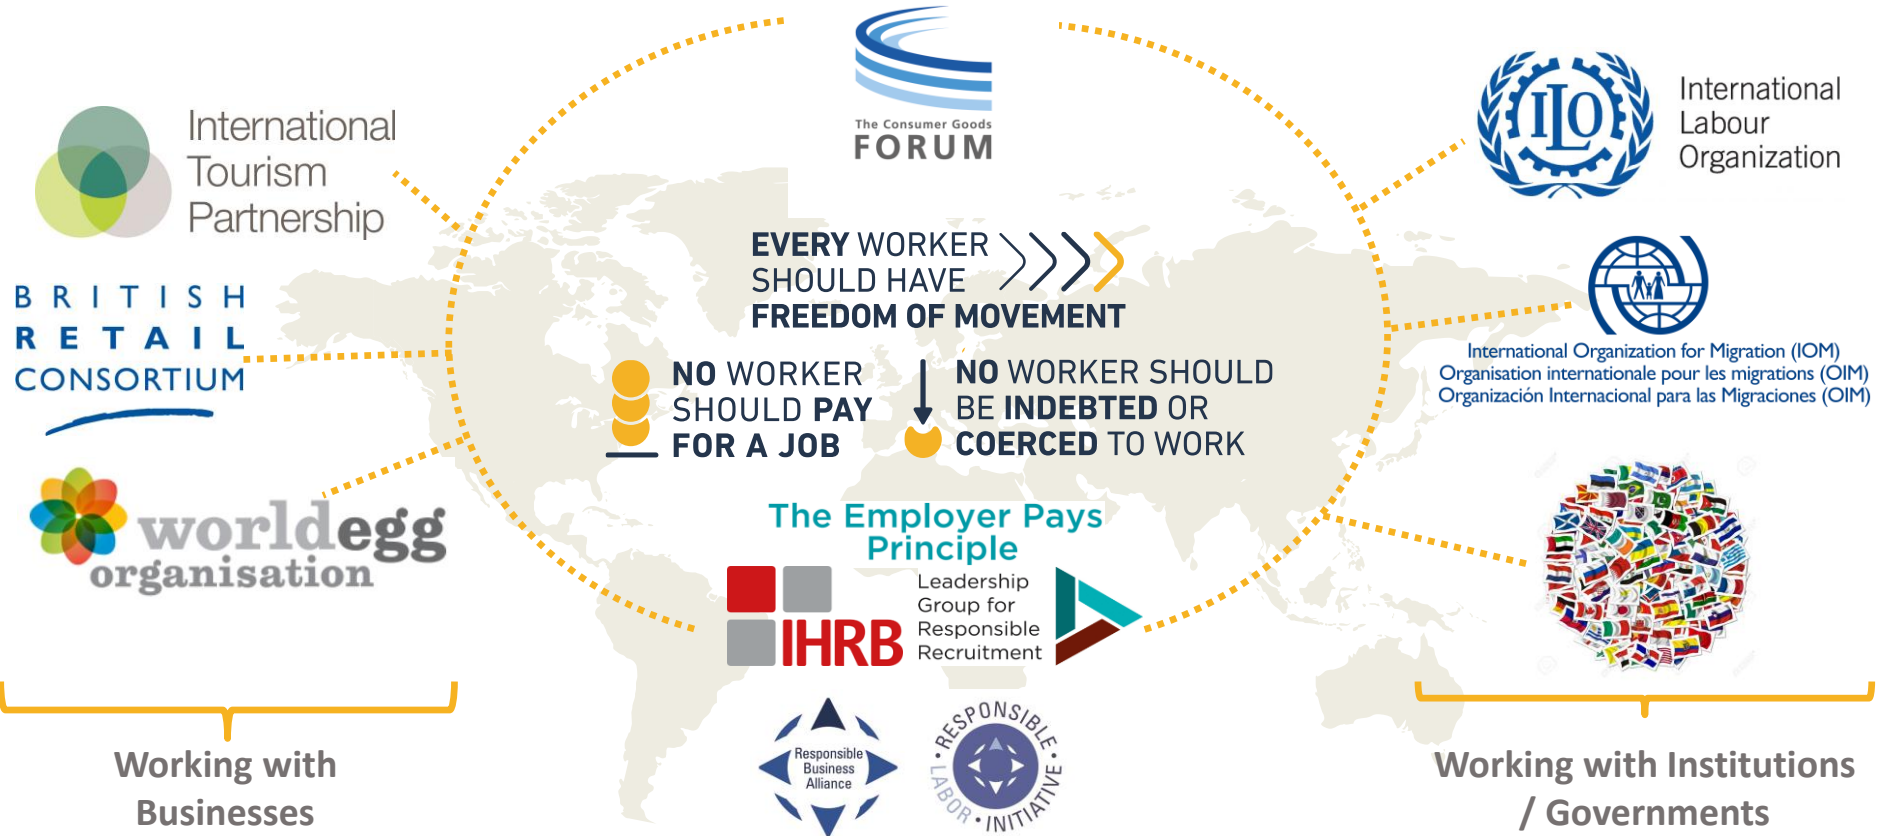 The Consumer Goods
FORUM
International
Tourism
Partnership
BRITISH
RETAIL
CONSORTIUM
worldegg
organisation
Working with
Businesses
EVERY WORKER
SHOULD HAVE
FREEDOM OF MOVEMENT
NO WORKER
SHOULD PAY
FOR A JOB
NO WORKER SHOULD
BE INDEBTED OR
COERCED TO WORK
The Employer Pays
Principle
IHRB
Leadership
Group for
Responsible
Recruitment
Responsible
Business
Alliance
RESPONSIBLE • LABOR • INITIATIVE •
ILO
International
Labour
Organization
International Organization for Migration (IOM)
Organisation internationale pour les migrations (OIM)
Organización Internacional para las Migraciones (OIM)
Working with Institutions
/ Governments